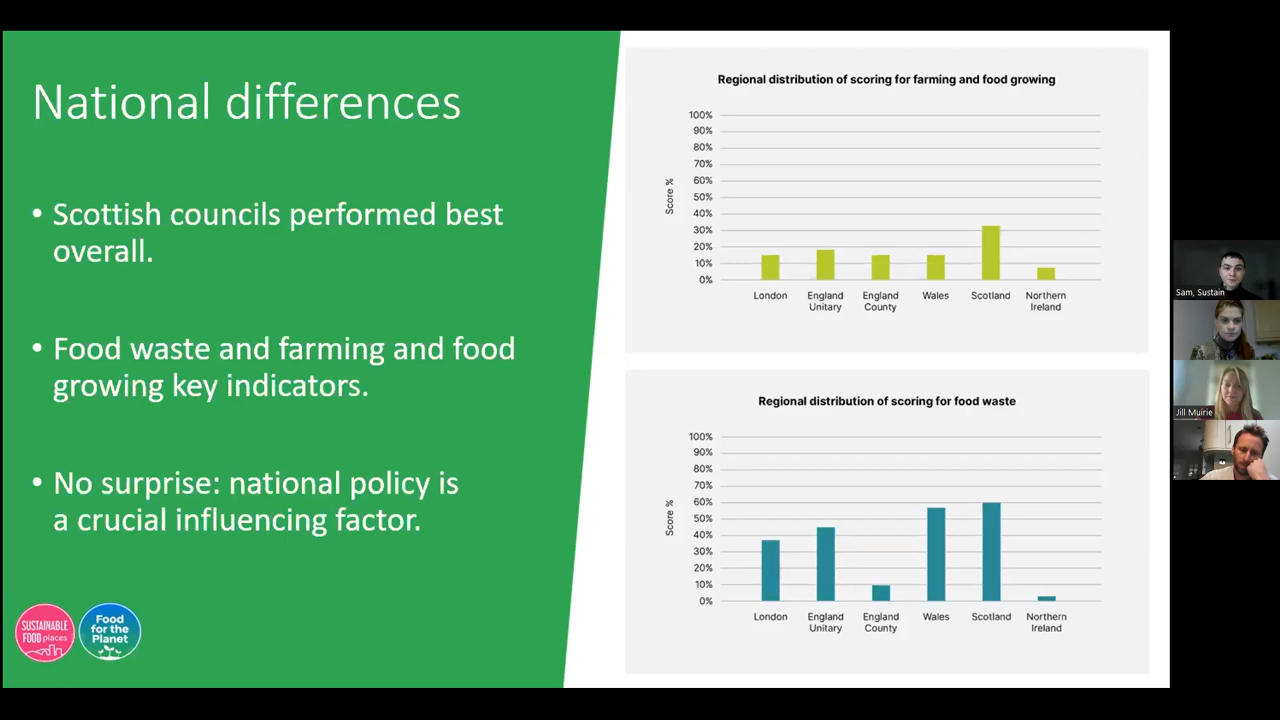 National differences
• Scottish councils performed best
overall.
• Food waste and farming and food
growing key indicators.
• No surprise: national policy is
a crucial influencing factor.
SUSTAINABLE
FOOD places
Food
for the
Planet
Regional distribution of scoring for farming and food growing
Score %
100%
90%
80%
70%
60%
50%
40%
30%
20%
10%
0%
London
England
Unitary
England
County
Wales
Scotland
Northern
Ireland
Regional distribution of scoring for food waste
Score %
100%
90%
80%
70%
60%
50%
40%
30%
20%
10%
0%
London
England
Unitary
England
County
Wales
Scotland
Northern
Ireland
Sam, Sustain
Jill Muirie